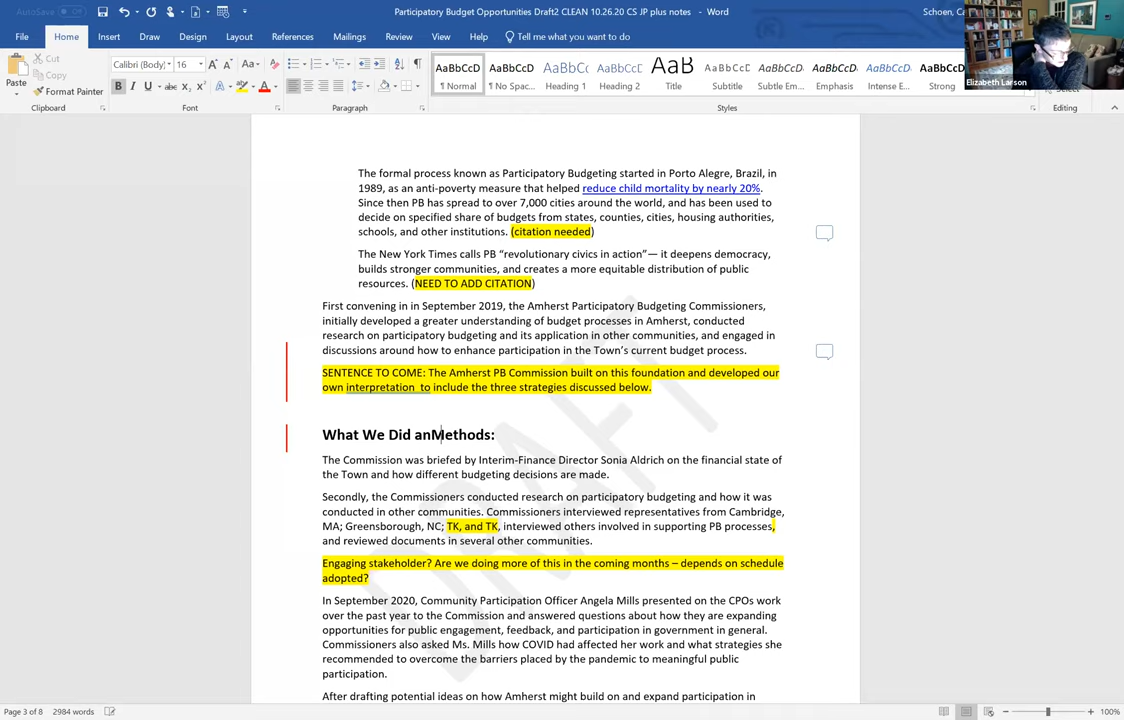 AutoSave Off
Participatory Budget Opportunities Draft2 CLEAN 10.26.20 CS JP plus notes - Word
Schoen, Ca
File Home Insert Draw Design Layout References Mailings Review View Help Tell me what you want to do
Paste Cut Copy Format Painter
Calibri (Body) 16
AaBbCcD AaBbCcD AaBbCc AaBbCcD AaB AaBbCcD AaBbCcD AaBbCcD AaBbCcD AaBbCcD
¶ Normal ¶ No Spac... Heading 1 Heading 2 Title Subtitle Subtle Em... Emphasis Intense E... Strong
Clipboard Font Paragraph Styles Editing
Elizabeth Larson
The formal process known as Participatory Budgeting started in Porto Alegre, Brazil, in
1989, as an anti-poverty measure that helped reduce child mortality by nearly 20%.
Since then PB has spread to over 7,000 cities around the world, and has been used to
decide on specified share of budgets from states, counties, cities, housing authorities,
schools, and other institutions. (citation needed)
The New York Times calls PB “revolutionary civics in action”— it deepens democracy,
builds stronger communities, and creates a more equitable distribution of public
resources. (NEED TO ADD CITATION)
First convening in in September 2019, the Amherst Participatory Budgeting Commissioners,
initially developed a greater understanding of budget processes in Amherst, conducted
research on participatory budgeting and its application in other communities, and engaged in
discussions around how to enhance participation in the Town’s current budget process.
SENTENCE TO COME: The Amherst PB Commission built on this foundation and developed our
own interpretation  to include the three strategies discussed below.
What We Did anMethods:
The Commission was briefed by Interim-Finance Director Sonia Aldrich on the financial state of
the Town and how different budgeting decisions are made.
Secondly, the Commissioners conducted research on participatory budgeting and how it was
conducted in other communities. Commissioners interviewed representatives from Cambridge,
MA; Greensborough, NC; TK, and TK, interviewed others involved in supporting PB processes,
and reviewed documents in several other communities.
Engaging stakeholder? Are we doing more of this in the coming months – depends on schedule
adopted?
In September 2020, Community Participation Officer Angela Mills presented on the CPOs work
over the past year to the Commission and answered questions about how they are expanding
opportunities for public engagement, feedback, and participation in government in general.
Commissioners also asked Ms. Mills how COVID had affected her work and what strategies she
recommended to overcome the barriers placed by the pandemic to meaningful public
participation.
After drafting potential ideas on how Amherst might build on and expand participation in
DRAFT
Page 3 of 8 2984 words
100%